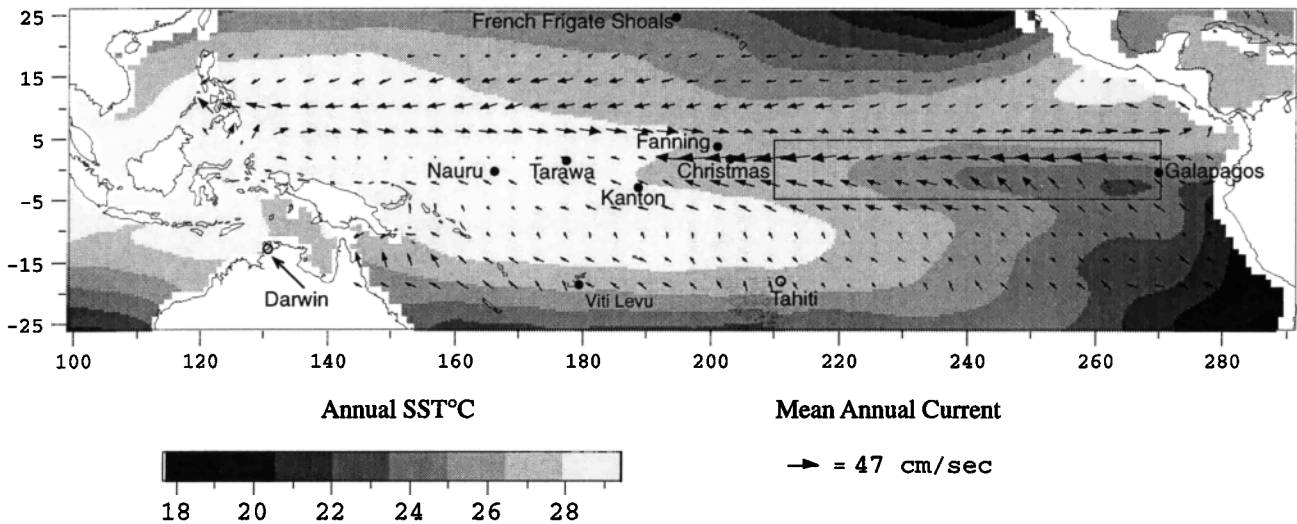 25
15
5
-5
-15
-25
French Frigate Shoals
Fanning
Nauru
Tarawa
Christmas
Galapagos
Kanton
Darwin
Viti Levu
Tahiti
100 120 140 160 180 200 220 240 260 280
Annual SST°C
Mean Annual Current
= 47 cm/sec
18 20 22 24 26 28